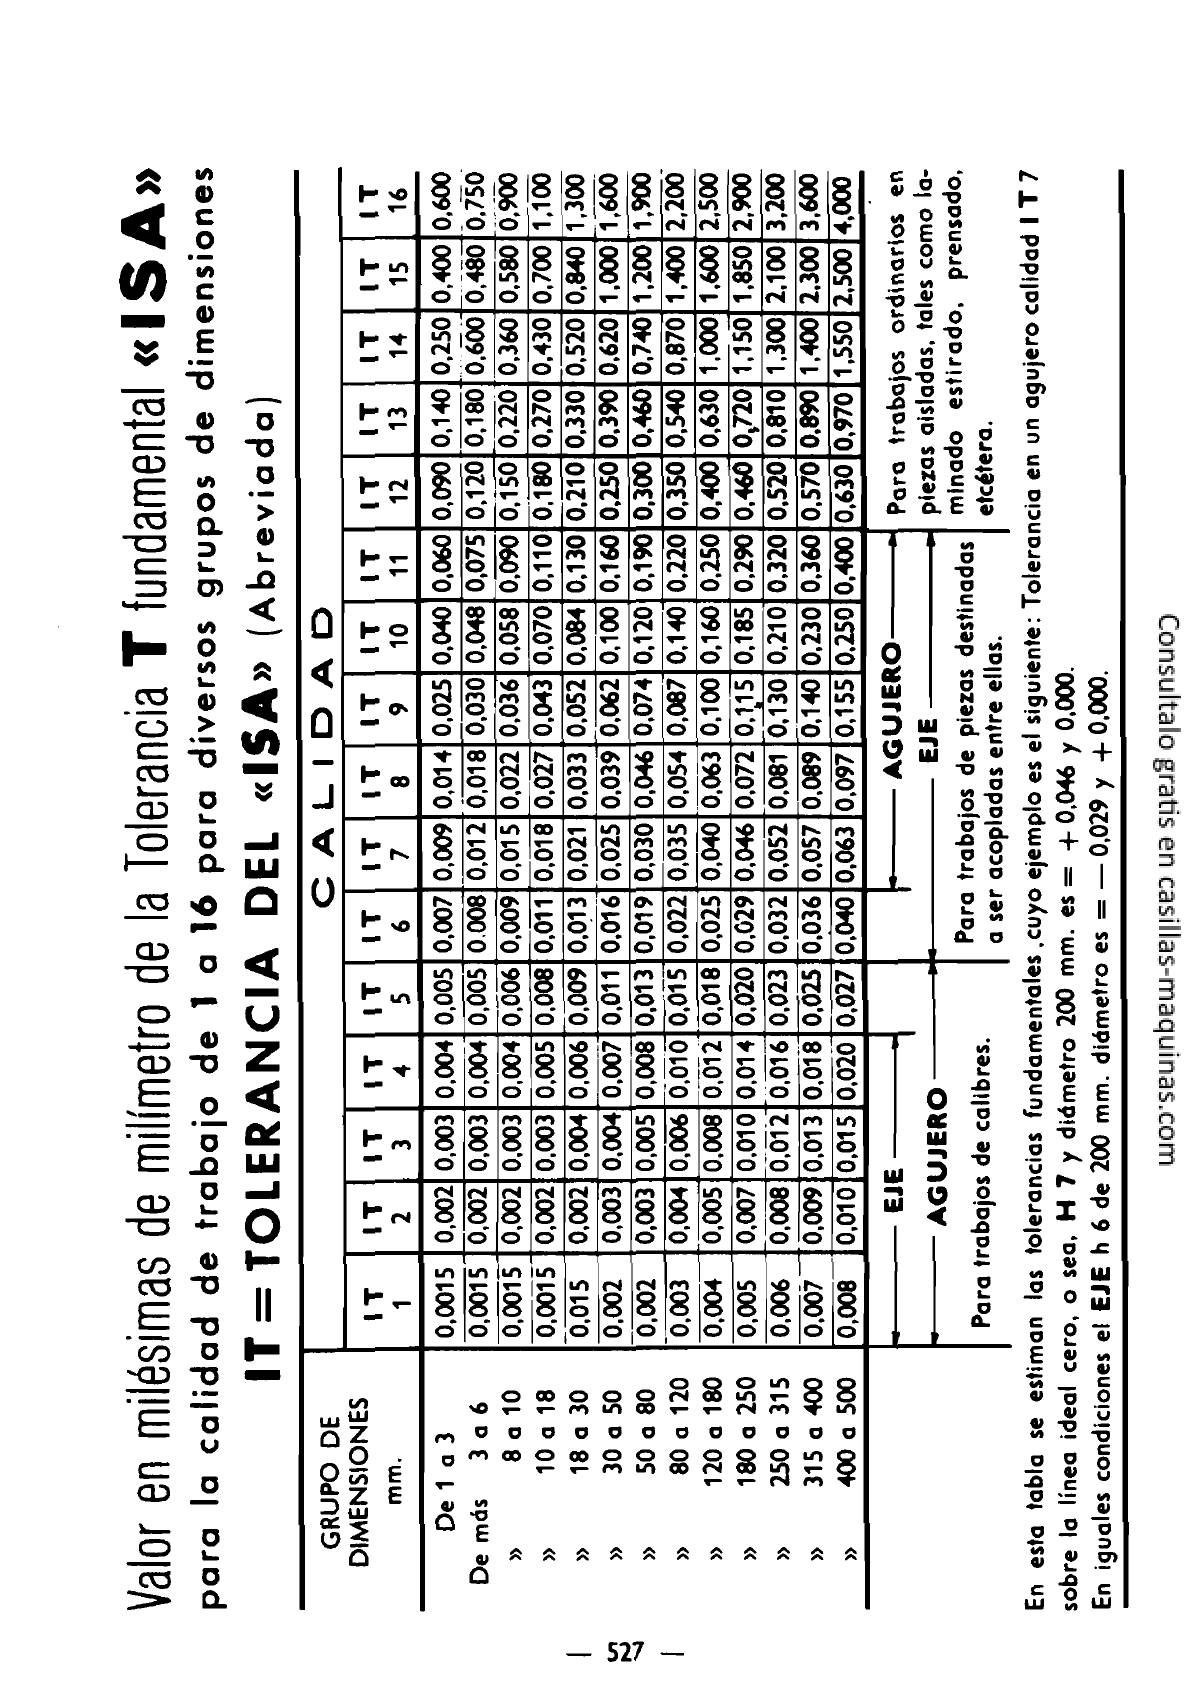 Valor en milésimas de milímetro de la Tolerancia T fundamental «ISA»
para la calidad de trabajo de 1 a 16 para diversos grupos de dimensiones
IT = TOLERANCIA DEL «ISA» (Abreviada)
GRUPO DE DIMENSIONES mm.
CALIDAD
IT 1 IT 2 IT 3 IT 4 IT 5 IT 6 IT 7 IT 8 IT 9 IT 10 IT 11 IT 12 IT 13 IT 14 IT 15 IT 16
De 1 a 3 0,0015 0,002 0,003 0,004 0,005 0,007 0,009 0,014 0,025 0,040 0,060 0,090 0,140 0,250 0,400 0,600
De más 3 a 6 0,0015 0,002 0,003 0,004 0,005 0.008 0,012 0,018 0,030 0,048 0,075 0,120 0,180 0,600 0,480 0,750
» 8 a 10 0,0015 0,002 0,003 0,004 0,006 0,009 0,015 0,022 0,036 0,058 0,090 0,150 0,220 0,360 0,580 0,900
» 10 a 18 0,0015 0,002 0,003 0,005 0,008 0,011 0,018 0,027 0,043 0,070 0,110 0,180 0,270 0,430 0,700 1,100
» 18 a 30 0,015 0,002 0,004 0,006 0,009 0,013 0,021 0,033 0,052 0,084 0,130 0,210 0,330 0,520 0,840 1,300
» 30 a 50 0,002 0,003 0,004 0,007 0,011 0,016 0,025 0,039 0,062 0,100 0,160 0,250 0,390 0,620 1,000 1,600
» 50 a 80 0,002 0,003 0,005 0,008 0,013 0,019 0,030 0,046 0,074 0,120 0,190 0,300 0,460 0,740 1,200 1,900
» 80 a 120 0,003 0,004 0,006 0,010 0,015 0,022 0,035 0,054 0,087 0,140 0,220 0,350 0,540 0,870 1,400 2,200
» 120 a 180 0,004 0,005 0,008 0,012 0,018 0,025 0,040 0,063 0,100 0,160 0,250 0,400 0,630 1,000 1,600 2,500
» 180 a 250 0,005 0,007 0,010 0,014 0,020 0,029 0,046 0,072 0,115 0,185 0,290 0,460 0,720 1,150 1,850 2,900
» 250 a 315 0,006 0,008 0,012 0,016 0,023 0,032 0,052 0,081 0,130 0,210 0,320 0,520 0,810 1,300 2,100 3,200
» 315 a 400 0,007 0,009 0,013 0,018 0,025 0,036 0,057 0,089 0,140 0,230 0,360 0,570 0,890 1,400 2,300 3,600
» 400 a 500 0,008 0,010 0,015 0,020 0,027 0,040 0,063 0,097 0,155 0,250 0,400 0,630 0,970 1,550 2,500 4,000
EJE
AGUJERO
Para trabajos de calibres.
AGUJERO
EJE
Para trabajos de piezas destinadas
a ser acopladas entre ellas.
Para trabajos ordinarios en
piezas aisladas, tales como la-
minado estirado, prensado,
etcétera.
En esta tabla se estiman las tolerancias fundamentales, cuyo ejemplo es el siguiente: Tolerancia en un agujero calidad IT 7
sobre la línea ideal cero, o sea, H 7 y diámetro 200 mm. es = + 0,046 y 0,000.
En iguales condiciones el EJE h 6 de 200 mm. diámetro es = — 0,029 y + 0,000.
— 527 —
Consultalo gratis en casillas-maquinas.com